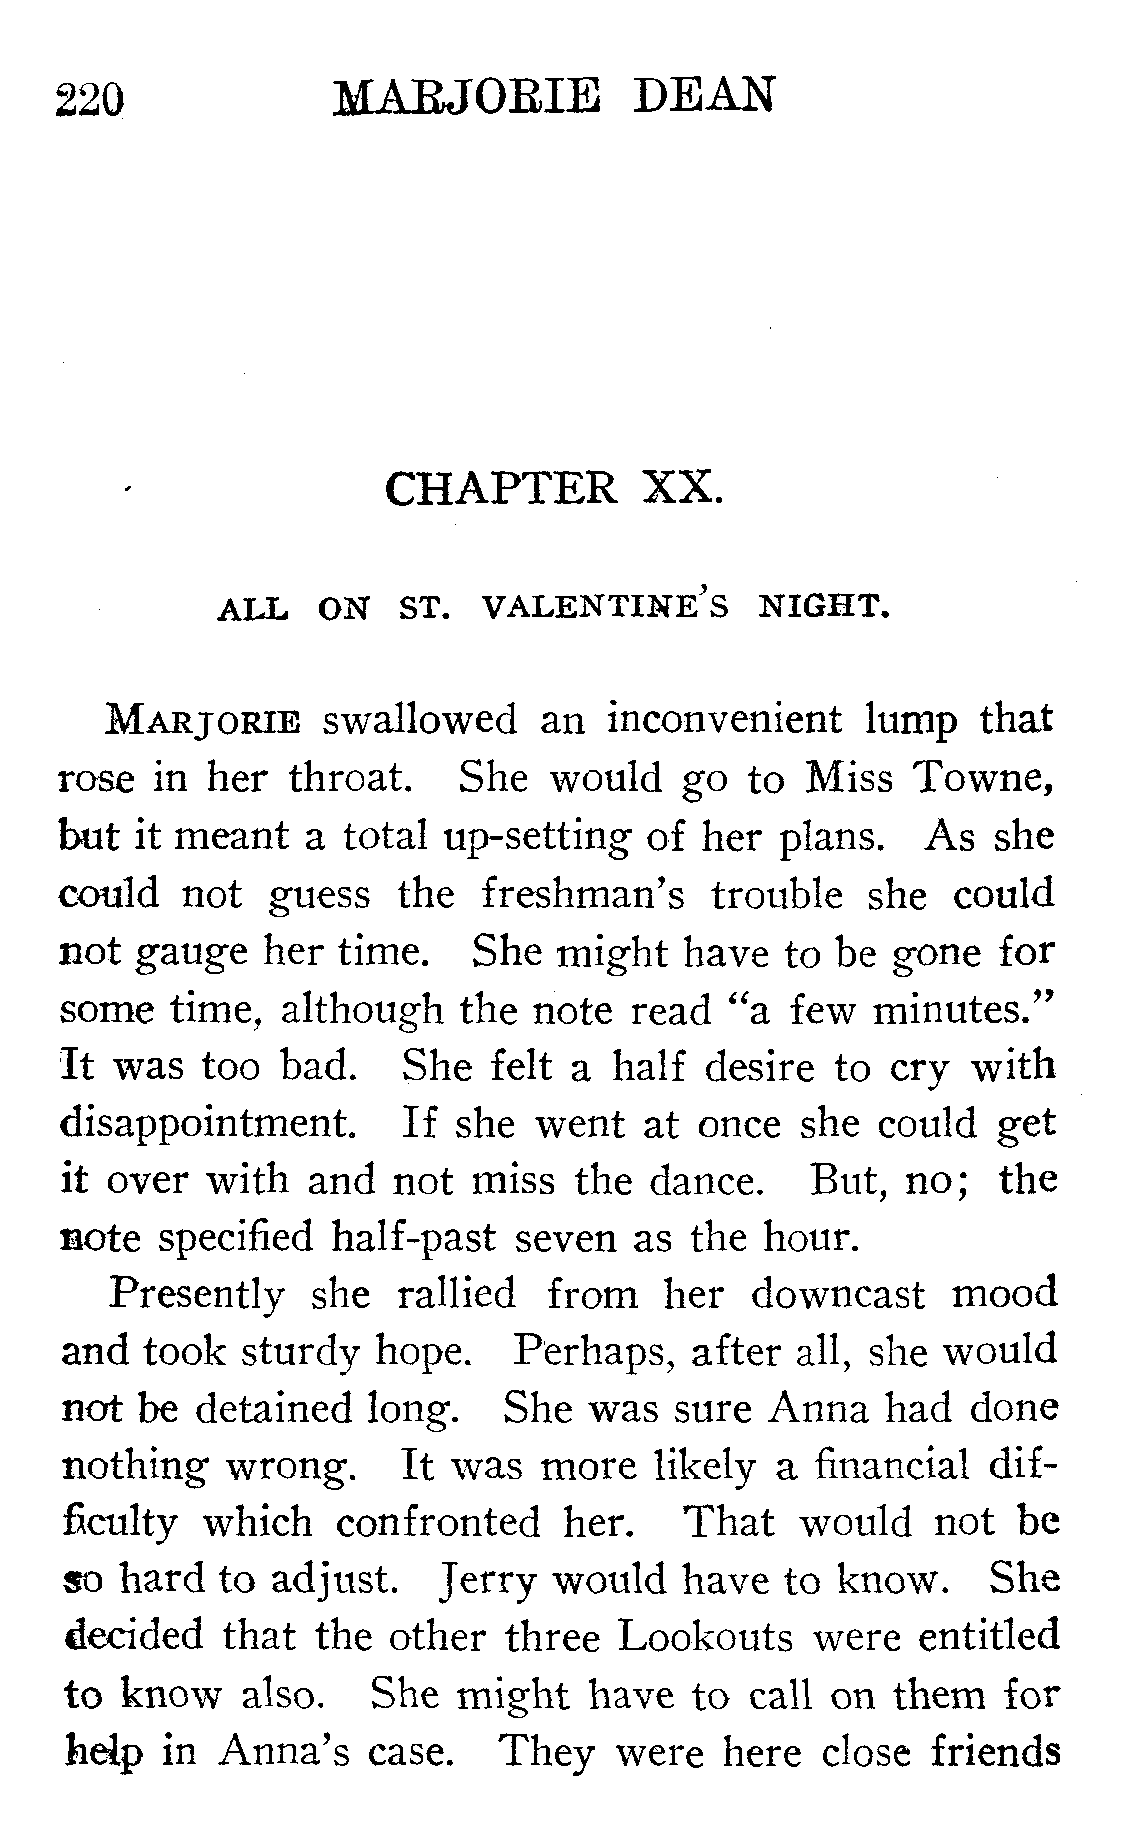 220 MARJORIE DEAN
CHAPTER XX.
ALL ON ST. VALENTINE'S NIGHT.
MARJORIE swallowed an inconvenient lump that
rose in her throat. She would go to Miss Towne,
but it meant a total up-setting of her plans. As she
could not guess the freshman's trouble she could
not gauge her time. She might have to be gone for
some time, although the note read “a few minutes.”
It was too bad. She felt a half desire to cry with
disappointment. If she went at once she could get
it over with and not miss the dance. But, no; the
note specified half-past seven as the hour.
Presently she rallied from her downcast mood
and took sturdy hope. Perhaps, after all, she would
not be detained long. She was sure Anna had done
nothing wrong. It was more likely a financial dif-
ficulty which confronted her. That would not be
so hard to adjust. Jerry would have to know. She
decided that the other three Lookouts were entitled
to know also. She might have to call on them for
help in Anna's case. They were here close friends